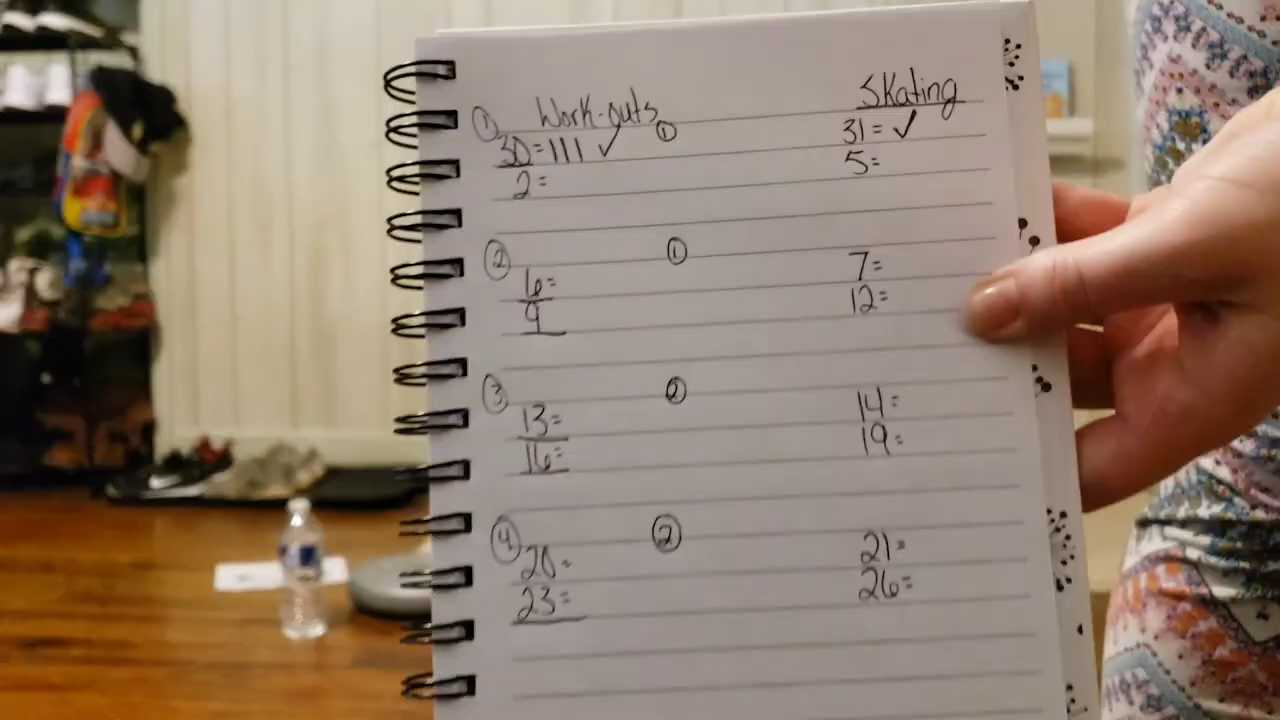 Work-outs Skating
① 30=111 ✓ ① 31=✓
2= 5=
② 6= ① 7=
9 12=
③ 13= ② 14=
16= 19=
④ 20= ② 21=
23= 26=